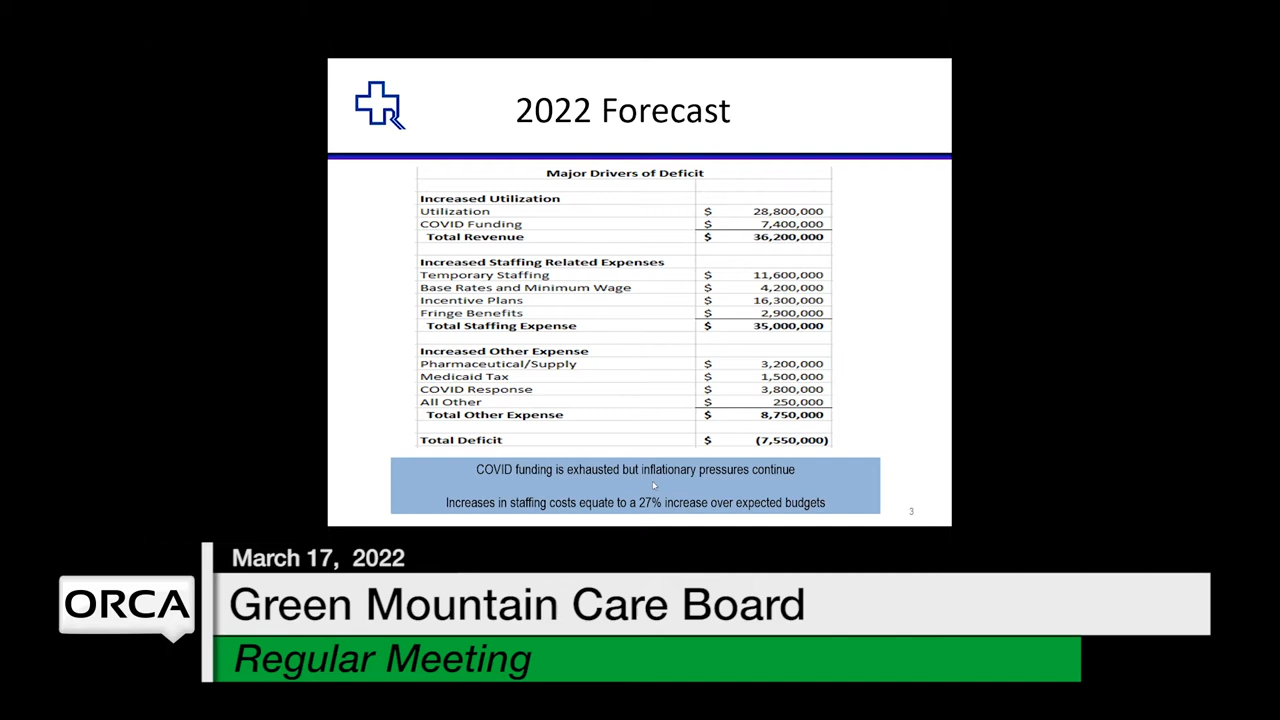 2022 Forecast
Major Drivers of Deficit
Increased Utilization
Utilization $ 28,800,000
COVID Funding $ 7,400,000
Total Revenue $ 36,200,000
Increased Staffing Related Expenses
Temporary Staffing $ 11,600,000
Base Rates and Minimum Wage $ 4,200,000
Incentive Plans $ 16,300,000
Fringe Benefits $ 2,900,000
Total Staffing Expense $ 35,000,000
Increased Other Expense
Pharmaceutical/Supply $ 3,200,000
Medicaid Tax $ 1,500,000
COVID Response $ 3,800,000
All Other $ 250,000
Total Other Expense $ 8,750,000
Total Deficit $ (7,550,000)
COVID funding is exhausted but inflationary pressures continue
Increases in staffing costs equate to a 27% increase over expected budgets
3
March 17, 2022
ORCA
Green Mountain Care Board
Regular Meeting